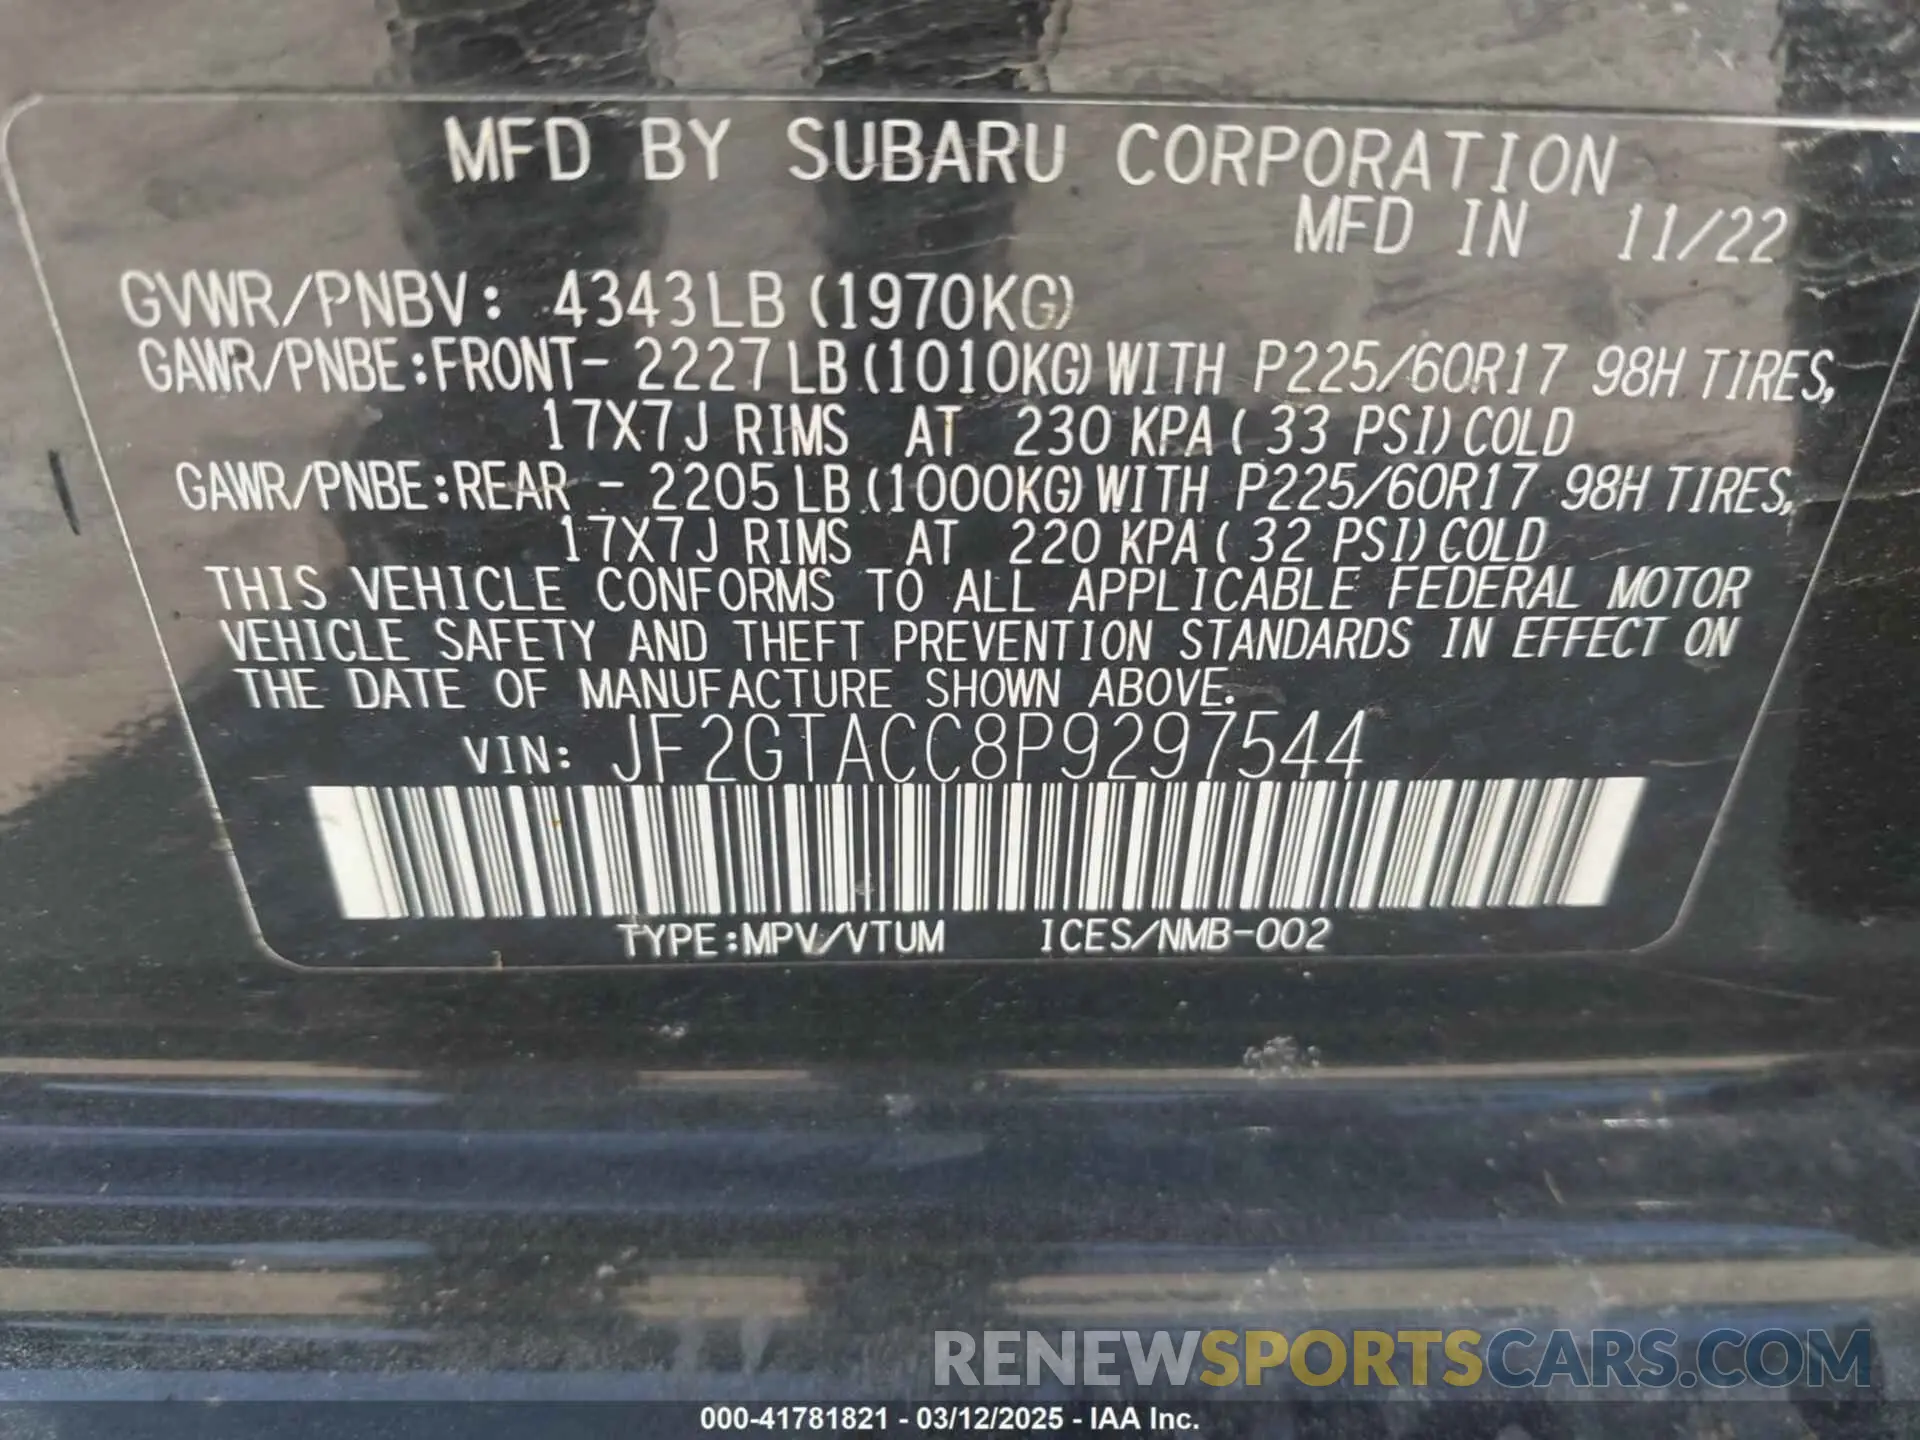 MFD BY SUBARU CORPORATION
MFD IN 11/22
GVWR/PNBV: 4343LB (1970KG)
GAWR/PNBE:FRONT- 2227LB (1010KG) WITH P225/60R17 98H TIRES,
17X7J RIMS AT 230 KPA ( 33 PSI) COLD
GAWR/PNBE:REAR - 2205LB (1000KG) WITH P225/60R17 98H TIRES,
17X7J RIMS AT 220 KPA ( 32 PSI) COLD
THIS VEHICLE CONFORMS TO ALL APPLICABLE FEDERAL MOTOR
VEHICLE SAFETY AND THEFT PREVENTION STANDARDS IN EFFECT ON
THE DATE OF MANUFACTURE SHOWN ABOVE.
VIN: JF2GTACC8P9297544
TYPE:MPV/VTUM ICES/NMB-002
RENEWSPORTSCARS.COM
000-41781821 - 03/12/2025 - IAA Inc.